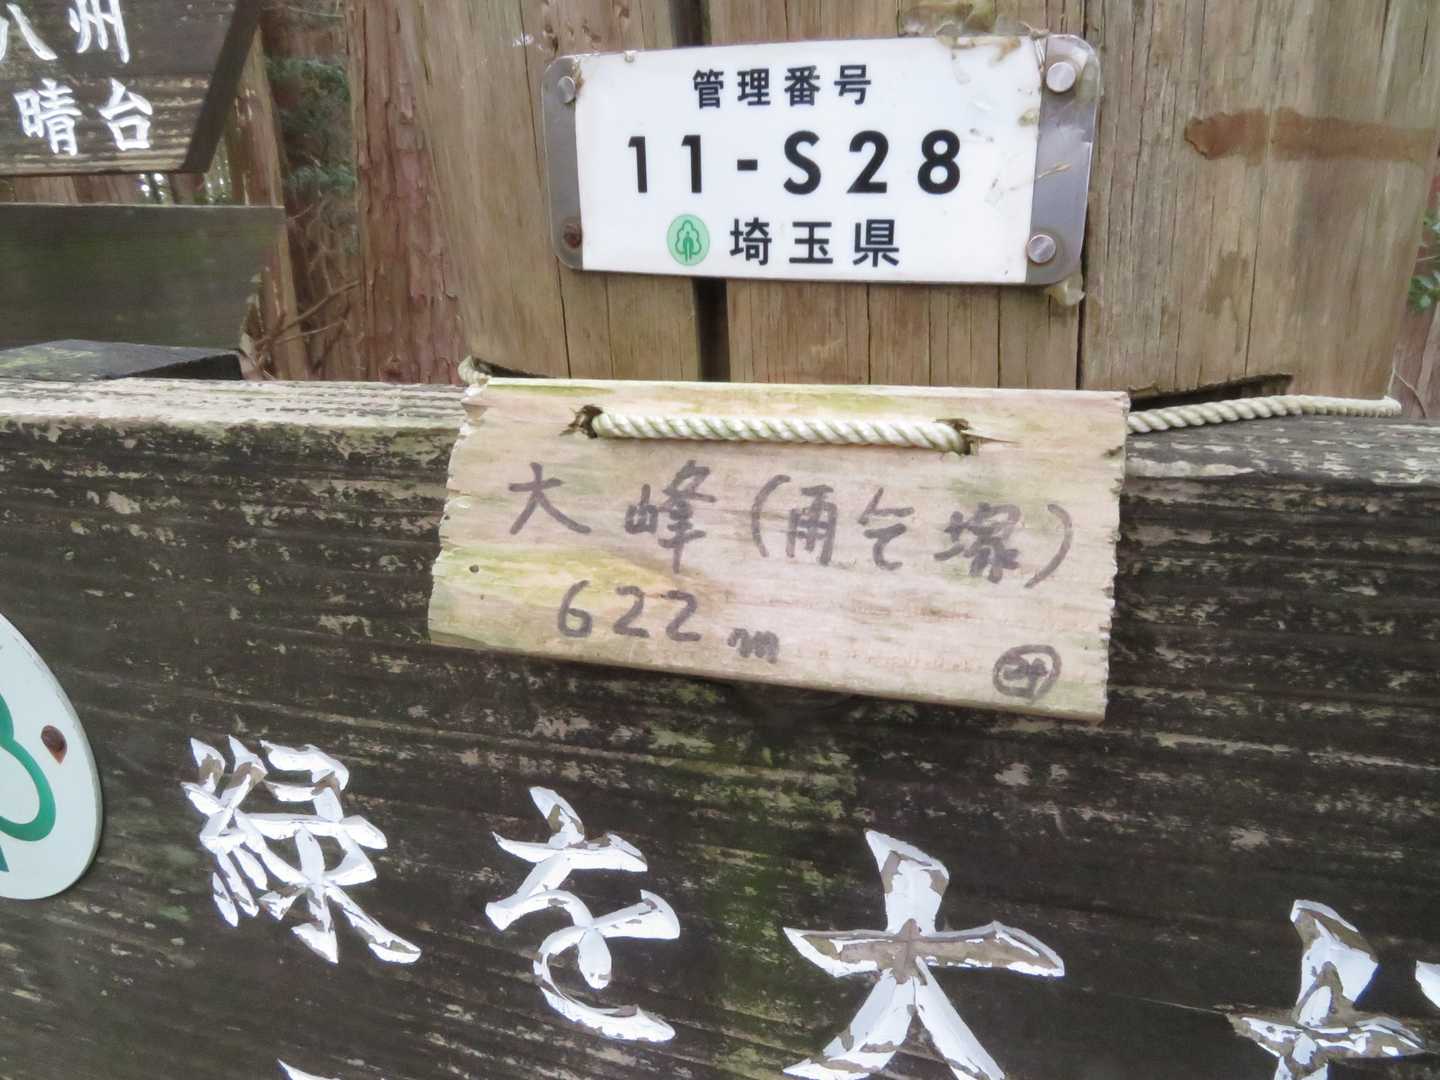 八州
晴台
管理番号
11-S28
埼玉県
大峰(雨乞塚)
622m
緑を大